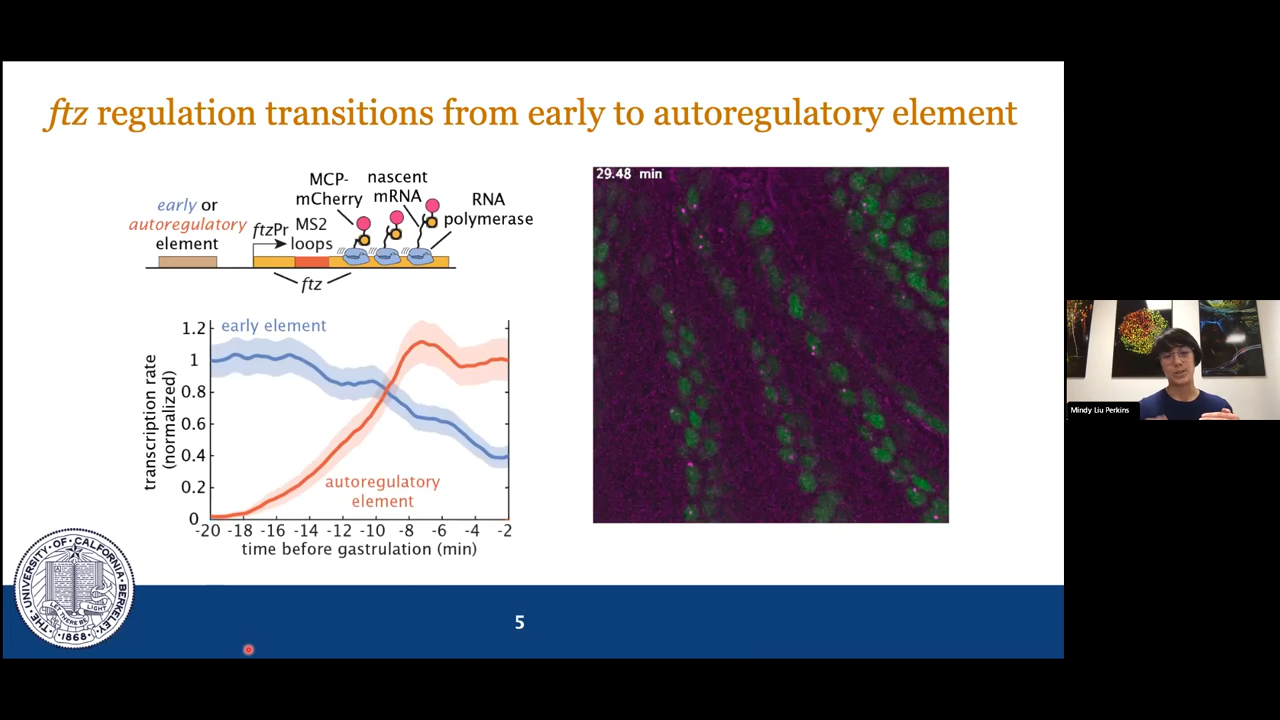 ftz regulation transitions from early to autoregulatory element
early or
autoregulatory
element
ftzPr
MCP-
mCherry
MS2
loops
nascent
mRNA
RNA
polymerase
ftz
29.48 min
transcription rate
(normalized)
1.2
1
0.8
0.6
0.4
0.2
0
early element
autoregulatory
element
-20 -18 -16 -14 -12 -10 -8 -6 -4 -2
time before gastrulation (min)
THE UNIVERSITY OF CALIFORNIA BERKELEY
LET THERE BE LIGHT
1868
5
Mindy Liu Perkins